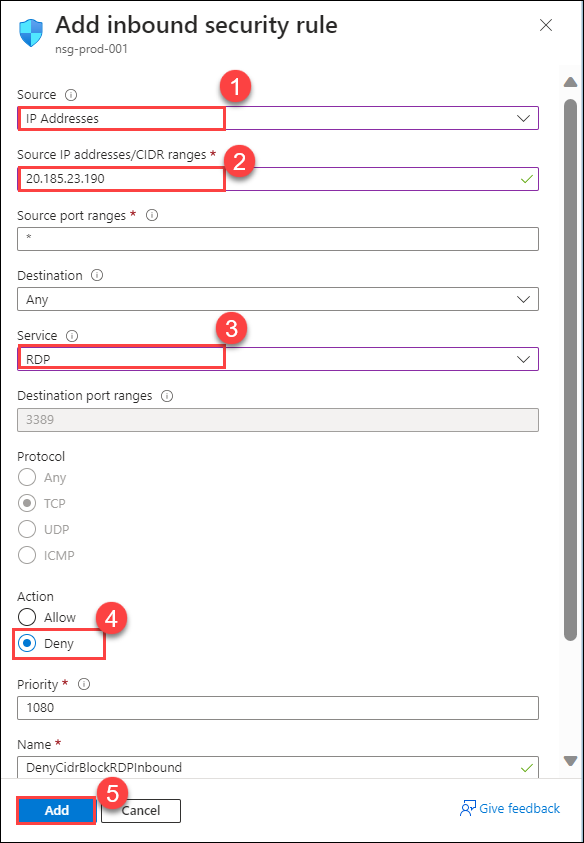 Add inbound security rule
nsg-prod-001
Source
1
IP Addresses
Source IP addresses/CIDR ranges *
2
20.185.23.190
Source port ranges *
*
Destination
Any
Service
3
RDP
Destination port ranges
3389
Protocol
Any
TCP
UDP
ICMP
Action
Allow
4
Deny
Priority *
1080
Name *
DenyCidrBlockRDPInbound
5
Add Cancel Give feedback